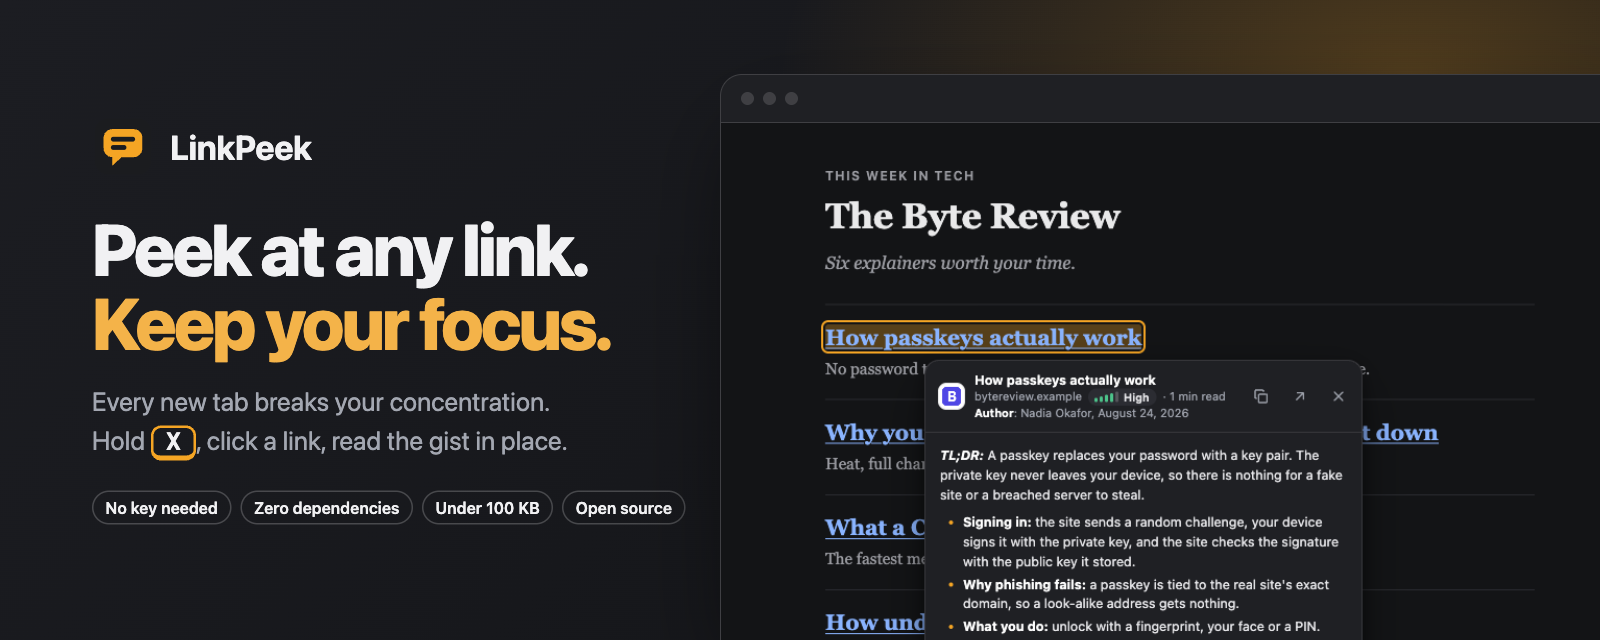 LinkPeek
Peek at any link.
Keep your focus.
Every new tab breaks your concentration.
Hold X, click a link, read the gist in place.
No key needed
Zero dependencies
Under 100 KB
Open source
THIS WEEK IN TECH
The Byte Review
Six explainers worth your time.
How passkeys actually work
No password
B
How passkeys actually work
bytereview.example High · 1 min read
Author: Nadia Okafor, August 24, 2026
TL;DR: A passkey replaces your password with a key pair. The
private key never leaves your device, so there is nothing for a fake
site or a breached server to steal.
• Signing in: the site sends a random challenge, your device
signs it with the private key, and the site checks the signature
with the public key it stored.
• Why phishing fails: a passkey is tied to the real site's exact
domain, so a look-alike address gets nothing.
• What you do: unlock with a fingerprint, your face or a PIN.
Why you
t down
Heat, full
What a
The fastest
How